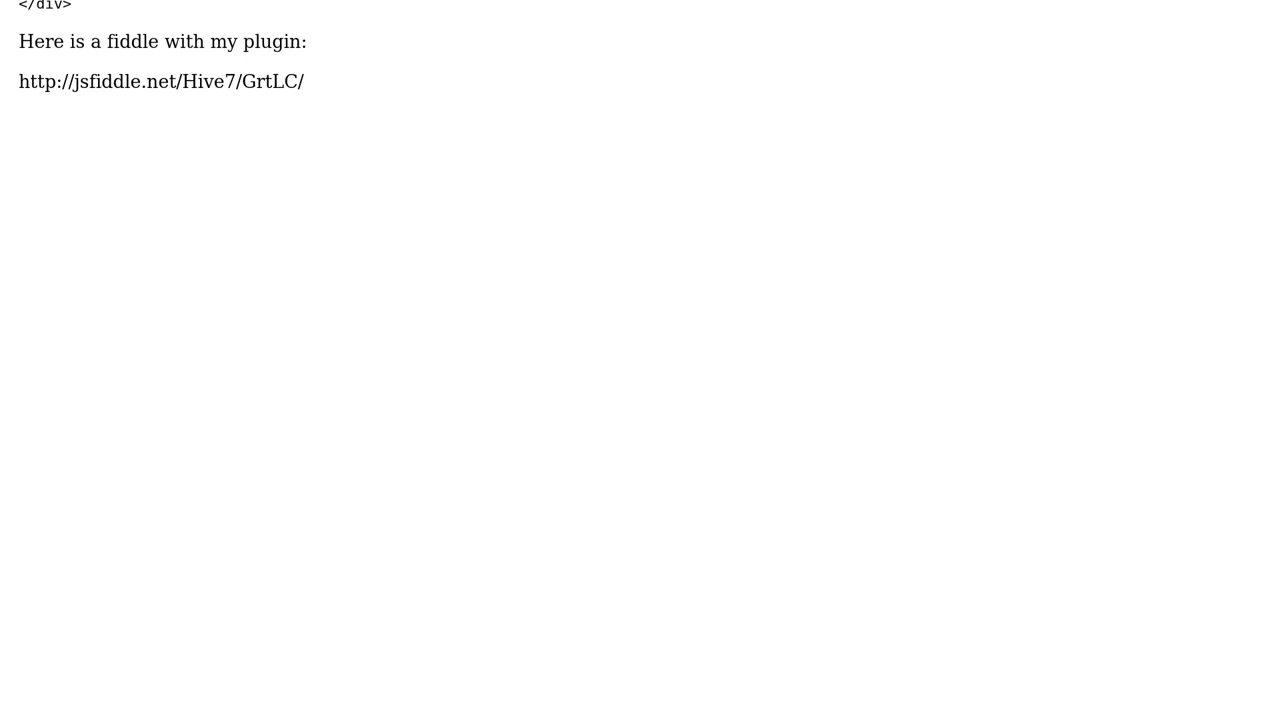 </div>
Here is a fiddle with my plugin:
http://jsfiddle.net/Hive7/GrtLC/